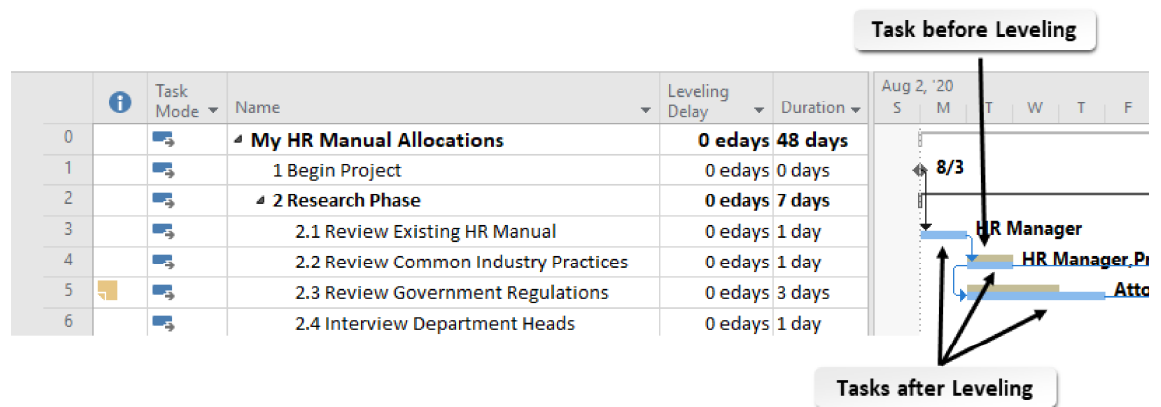 Task before Leveling
Task Mode Name Leveling Delay Duration Aug 2, '20
S M T W T F
0 My HR Manual Allocations 0 edays 48 days
1 1 Begin Project 0 edays 0 days 8/3
2 2 Research Phase 0 edays 7 days
3 2.1 Review Existing HR Manual 0 edays 1 day HR Manager
4 2.2 Review Common Industry Practices 0 edays 1 day HR Manager,Pr
5 2.3 Review Government Regulations 0 edays 3 days Atto
6 2.4 Interview Department Heads 0 edays 1 day
Tasks after Leveling